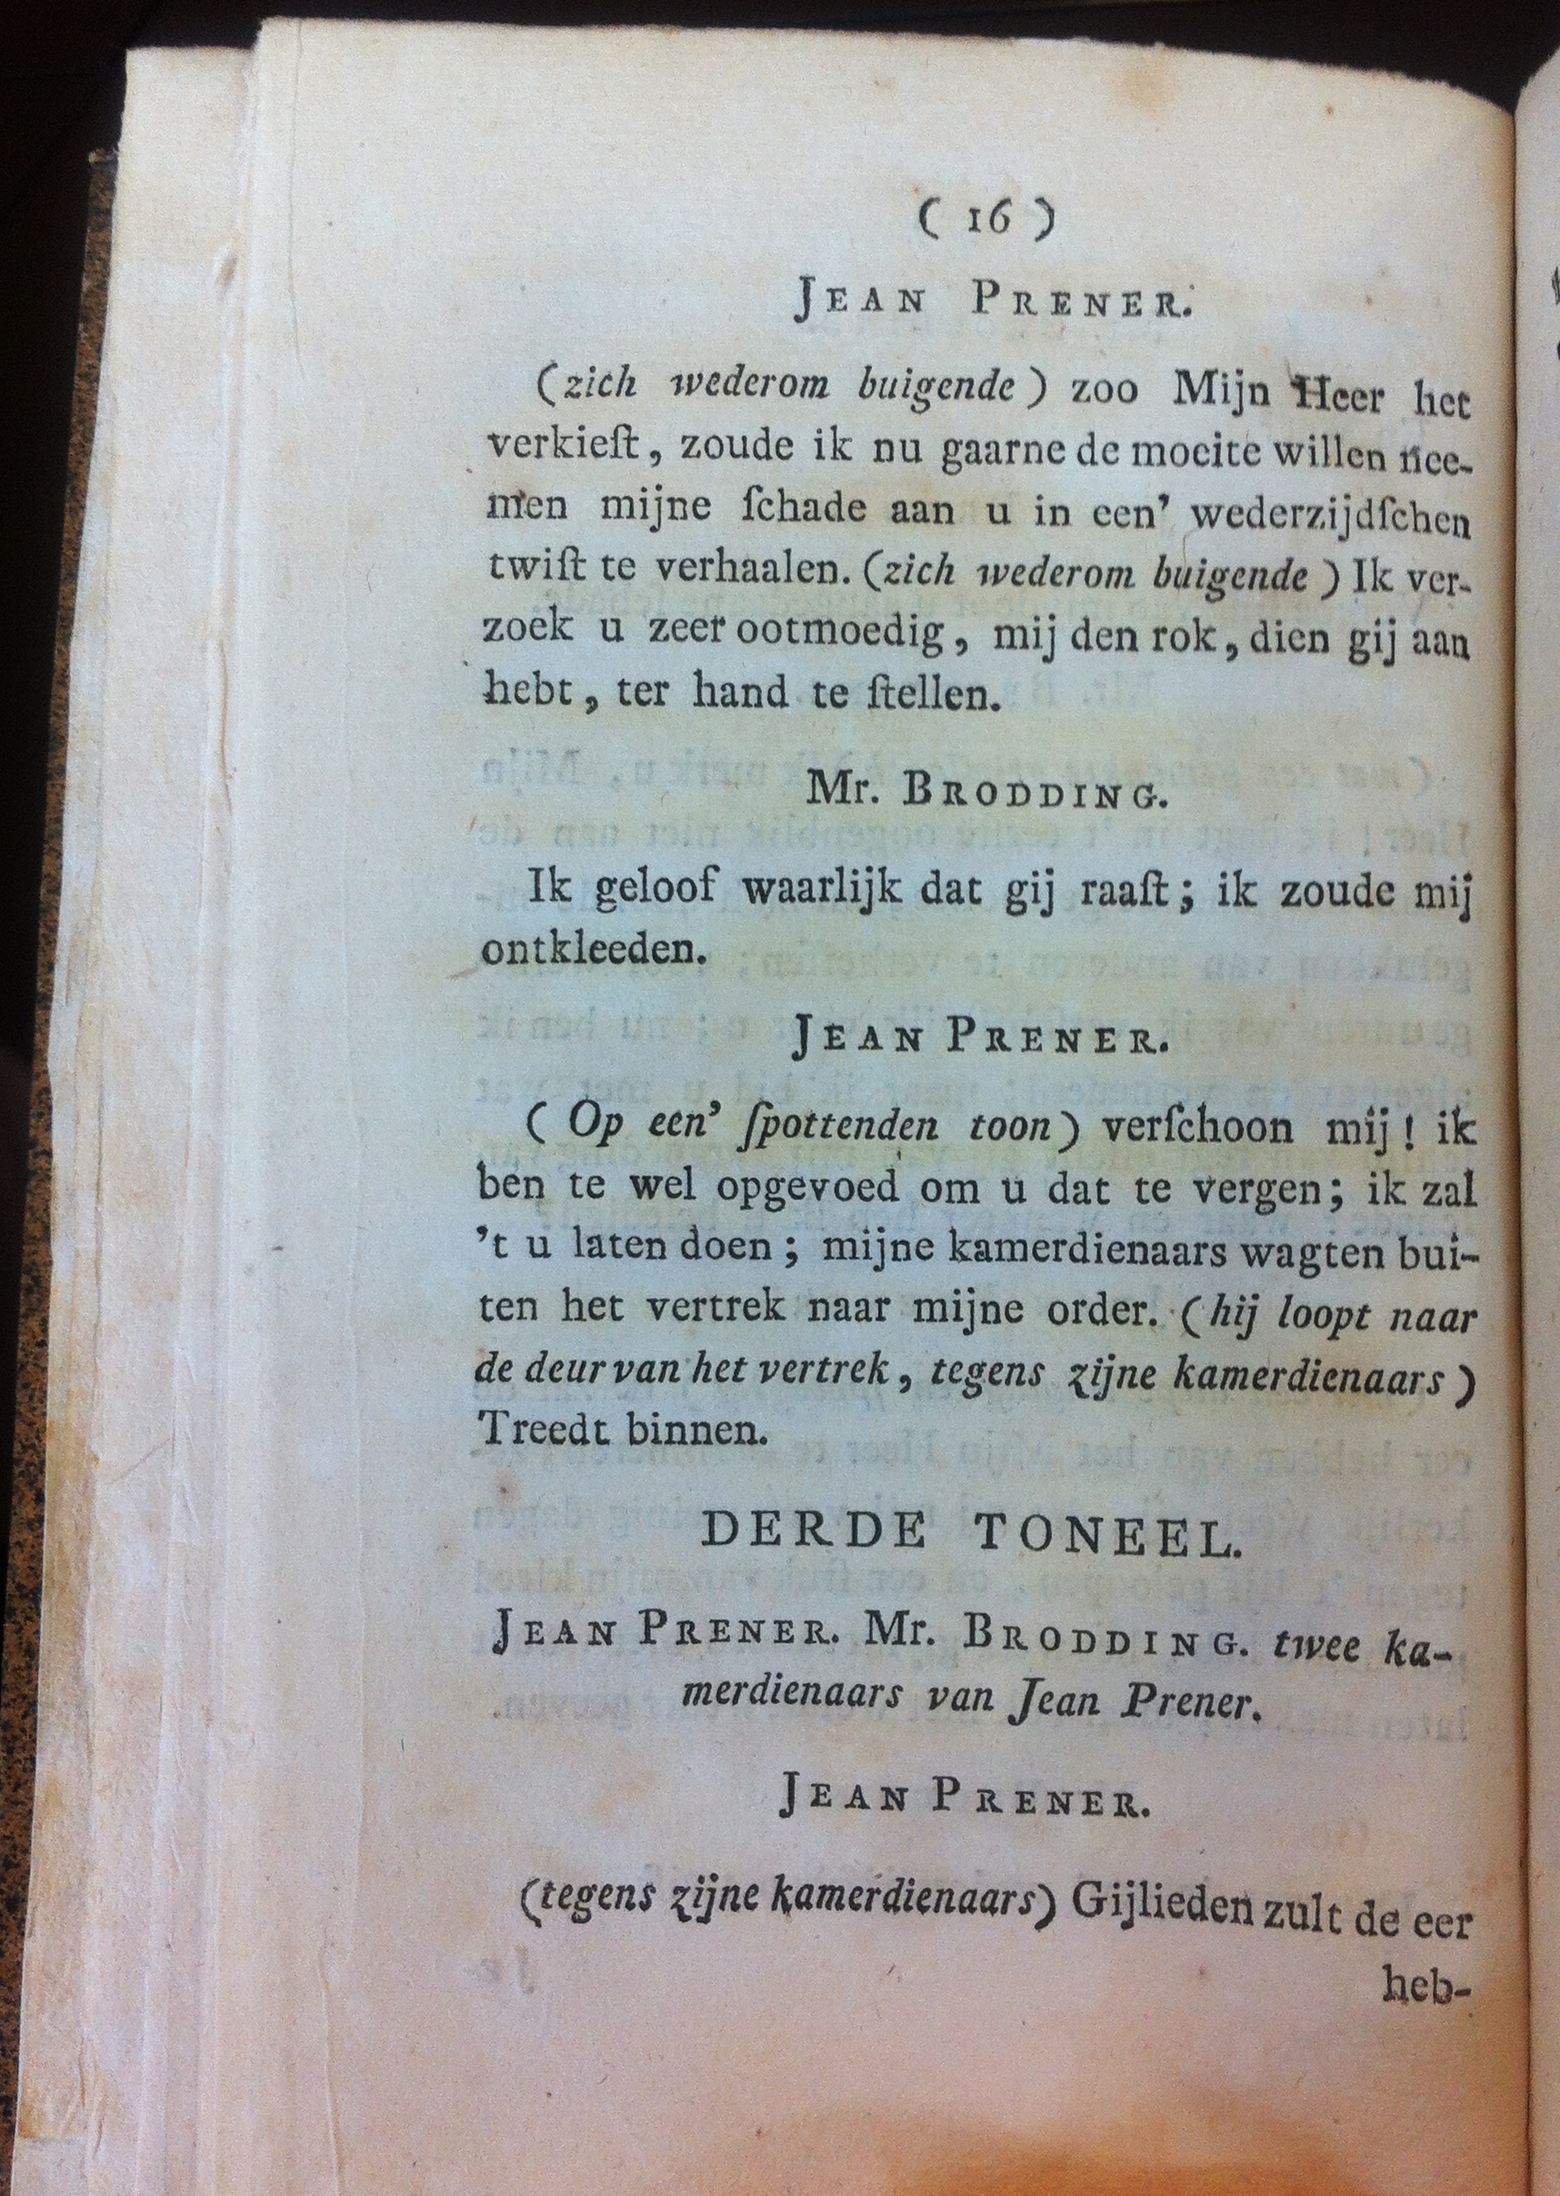 ( 16 )
JEAN PRENER.
(zich wederom buigende) zoo Mijn Heer het
verkieſt, zoude ik nu gaarne de moeite willen nee-
men mijne ſchade aan u in een' wederzijdſchen
twiſt te verhaalen. (zich wederom buigende) Ik ver-
zoek u zeer ootmoedig, mij den rok, dien gij aan
hebt, ter hand te ſtellen.
Mr. BRODDING.
Ik geloof waarlijk dat gij raaſt; ik zoude mij
ontkleeden.
JEAN PRENER.
( Op een' ſpottenden toon) verſchoon mij! ik
ben te wel opgevoed om u dat te vergen; ik zal
't u laten doen; mijne kamerdienaars wagten bui-
ten het vertrek naar mijne order. (hij loopt naar
de deur van het vertrek, tegens zijne kamerdienaars)
Treedt binnen.
DERDE TONEEL.
JEAN PRENER. Mr. BRODDING. twee ka-
merdienaars van Jean Prener.
JEAN PRENER.
(tegens zijne kamerdienaars) Gijlieden zult de eer
heb-